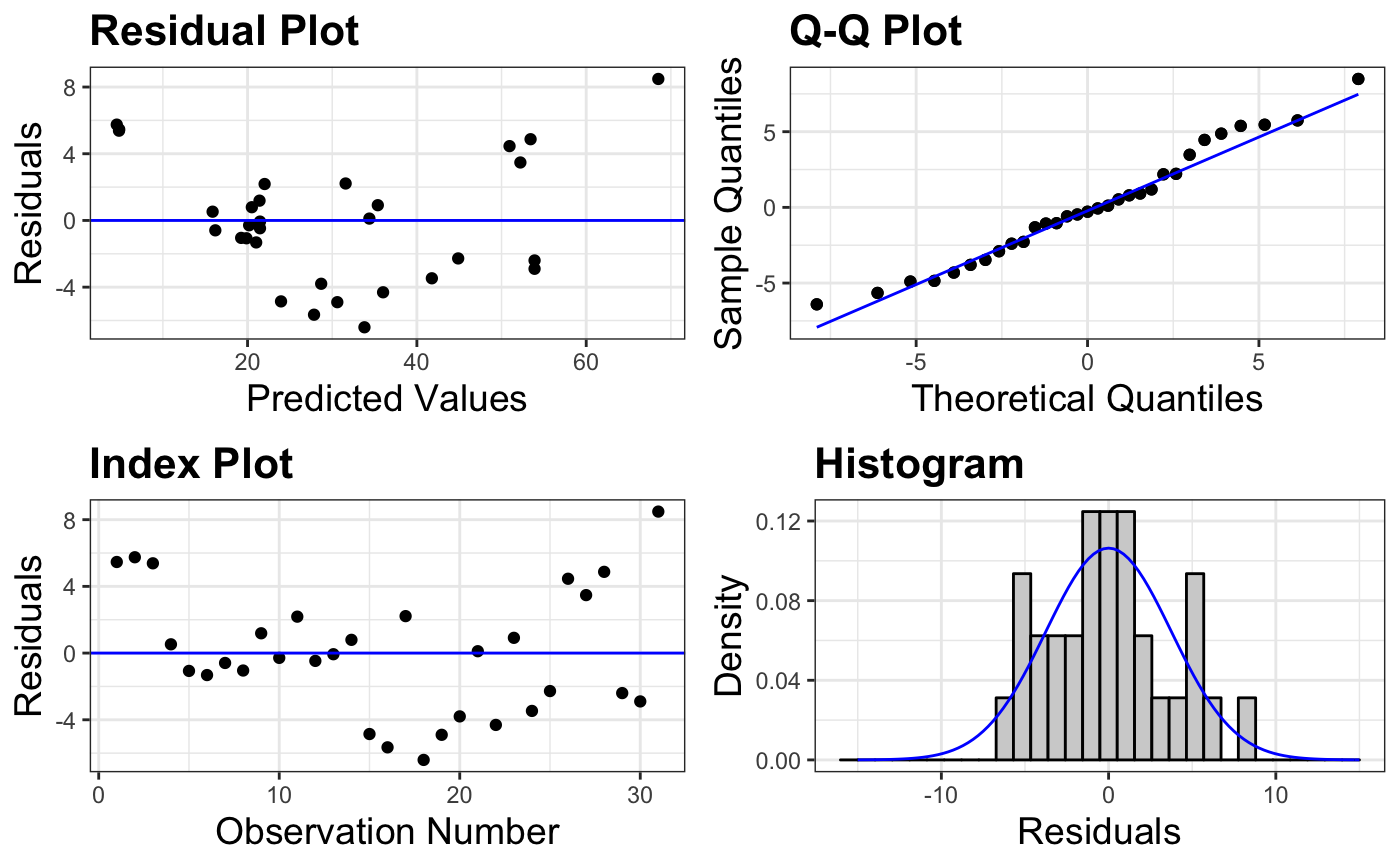 Residual Plot
8
4
0
-4
Residuals
20 40 60
Predicted Values
Q-Q Plot
5
0
-5
Sample Quantiles
-5 0 5
Theoretical Quantiles
Index Plot
8
4
0
-4
Residuals
0 10 20 30
Observation Number
Histogram
0.12
0.08
0.04
0.00
Density
-10 0 10
Residuals